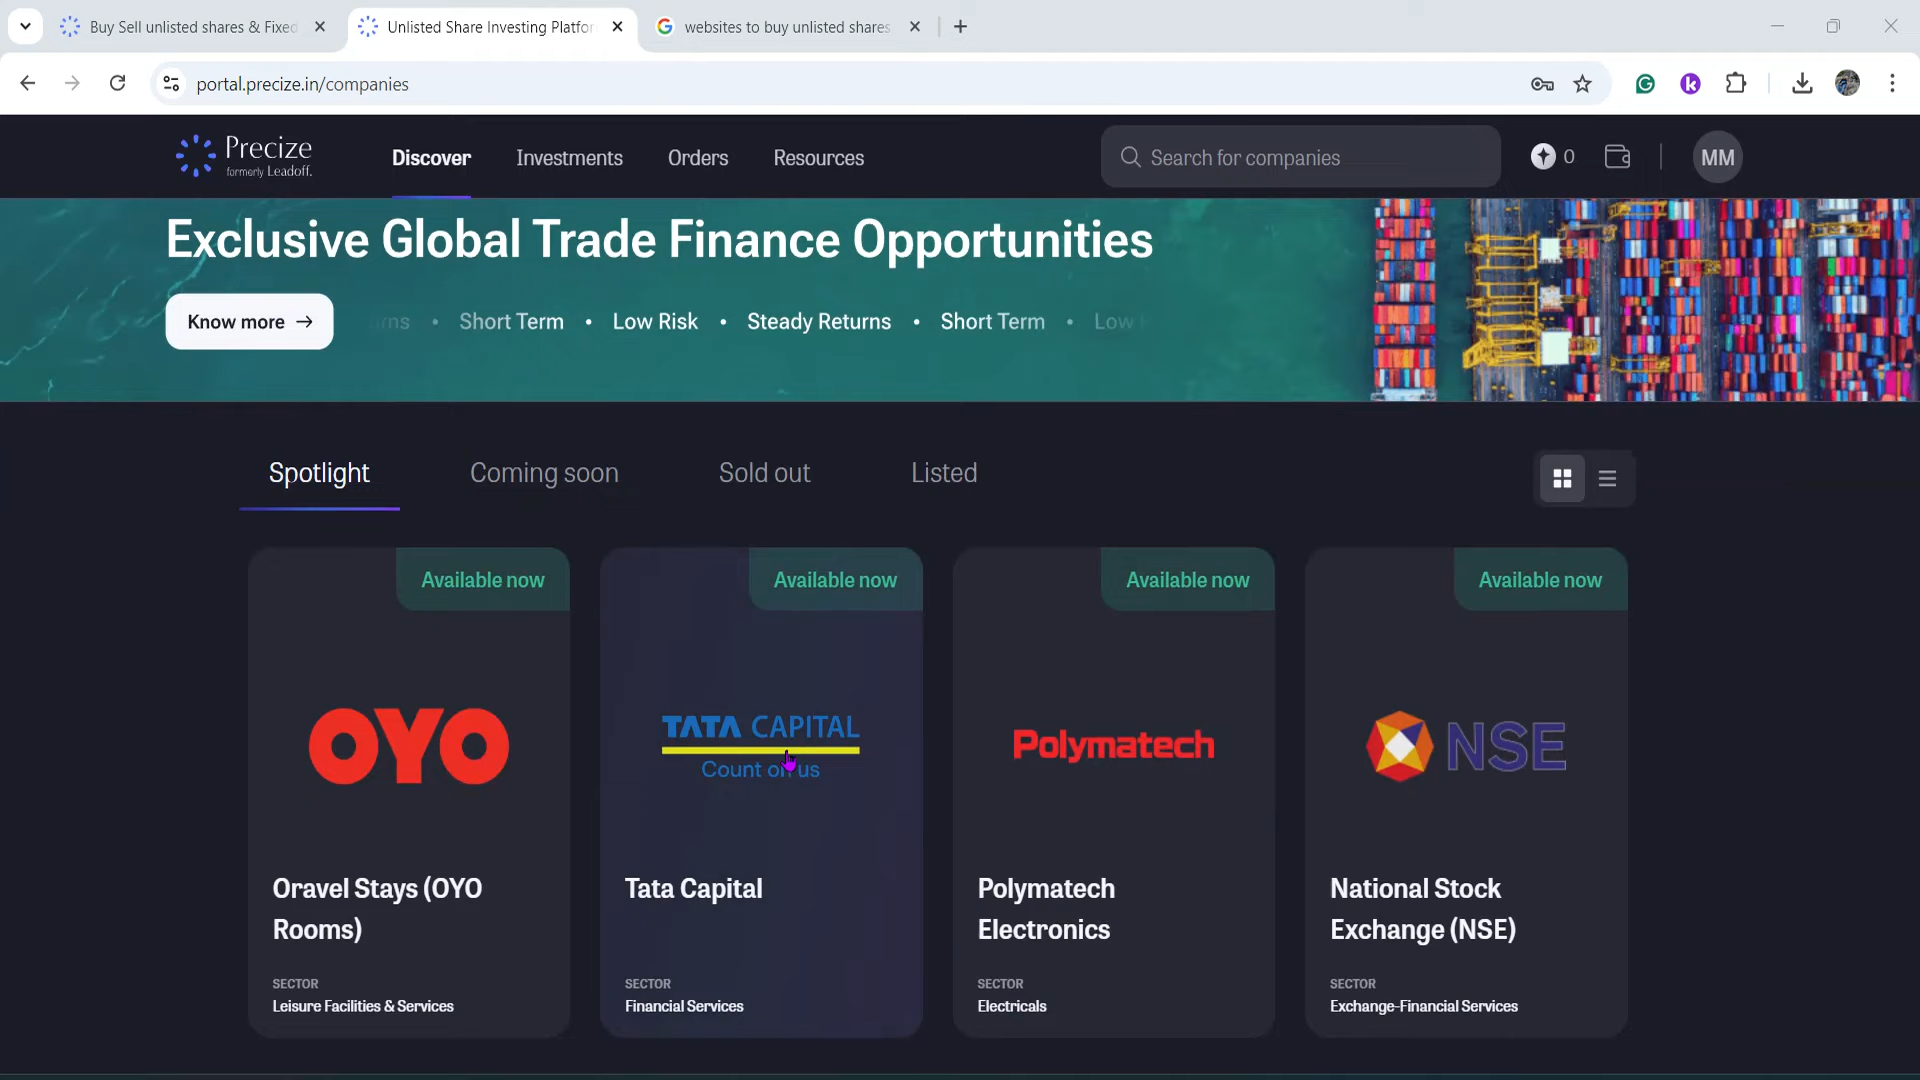 Buy Sell unlisted shares & Fixed
Unlisted Share Investing Platfor
websites to buy unlisted shares
portal.precize.in/companies
Precize
formerly Leadoff.
Discover
Investments
Orders
Resources
Search for companies
0
MM
Exclusive Global Trade Finance Opportunities
Know more →
• Short Term • Low Risk • Steady Returns • Short Term • Low
Spotlight
Coming soon
Sold out
Listed
Available now
Available now
Available now
Available now
OYO
TATA CAPITAL
Count on us
Polymatech
NSE
Oravel Stays (OYO
Rooms)
Tata Capital
Polymatech
Electronics
National Stock
Exchange (NSE)
SECTOR
Leisure Facilities & Services
SECTOR
Financial Services
SECTOR
Electricals
SECTOR
Exchange-Financial Services